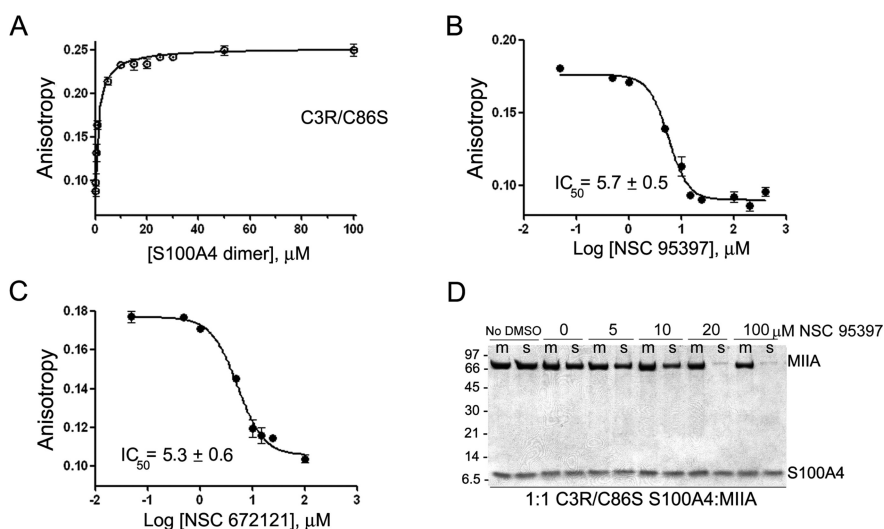 A
0.25
0.20
0.15
0.10
Anisotropy
C3R/C86S
0 20 40 60 80 100
[S100A4 dimer], μM
B
0.20
0.15
0.10
Anisotropy
IC50= 5.7 ± 0.5
-2 -1 0 1 2 3
Log [NSC 95397], μM
C
0.18
0.16
0.14
0.12
0.10
Anisotropy
IC50= 5.3 ± 0.6
-2 -1 0 1 2 3
Log [NSC 672121], μM
D
No DMSO 0 5 10 20 100 μM NSC 95397
m s m s m s m s m s m s
97 -
66 -
45 -
30 -
21 -
14 -
6.5 -
MIIA
S100A4
1:1 C3R/C86S S100A4:MIIA